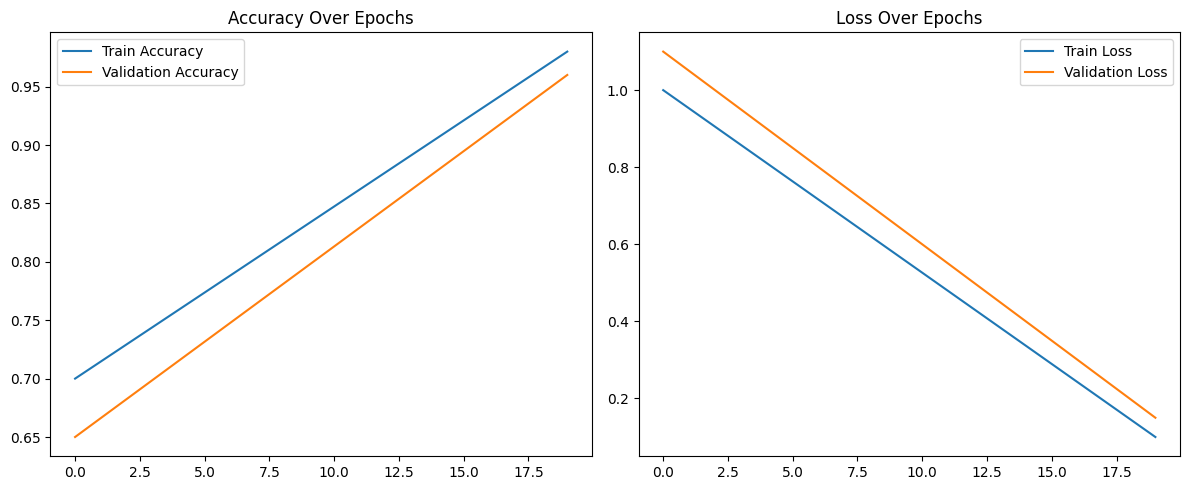 Accuracy Over Epochs
Train Accuracy
Validation Accuracy
0.95
0.90
0.85
0.80
0.75
0.70
0.65
0.0 2.5 5.0 7.5 10.0 12.5 15.0 17.5
Loss Over Epochs
Train Loss
Validation Loss
1.0
0.8
0.6
0.4
0.2
0.0 2.5 5.0 7.5 10.0 12.5 15.0 17.5